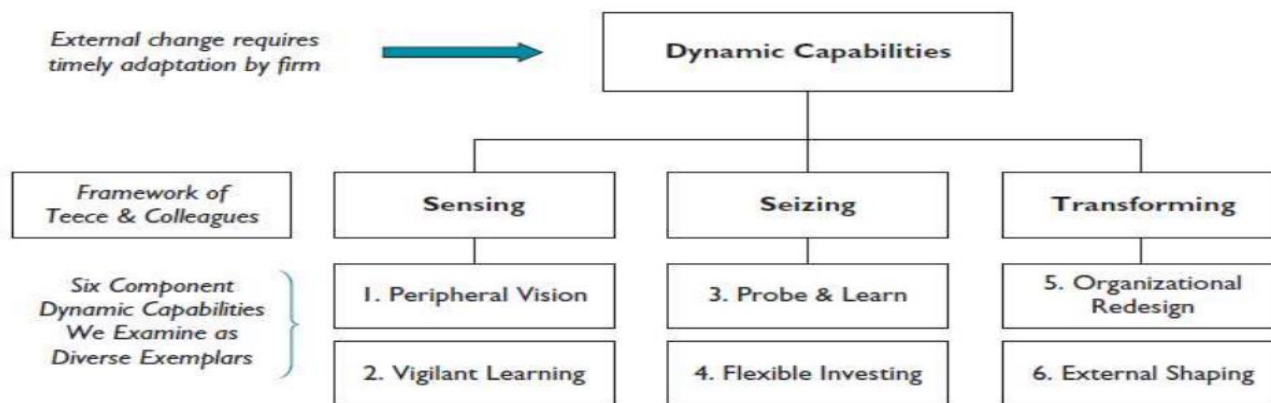 External change requires
timely adaptation by firm
Dynamic Capabilities
Framework of
Teece & Colleagues
Sensing
Seizing
Transforming
Six Component
Dynamic Capabilities
We Examine as
Diverse Exemplars
1. Peripheral Vision
3. Probe & Learn
5. Organizational
Redesign
2. Vigilant Learning
4. Flexible Investing
6. External Shaping